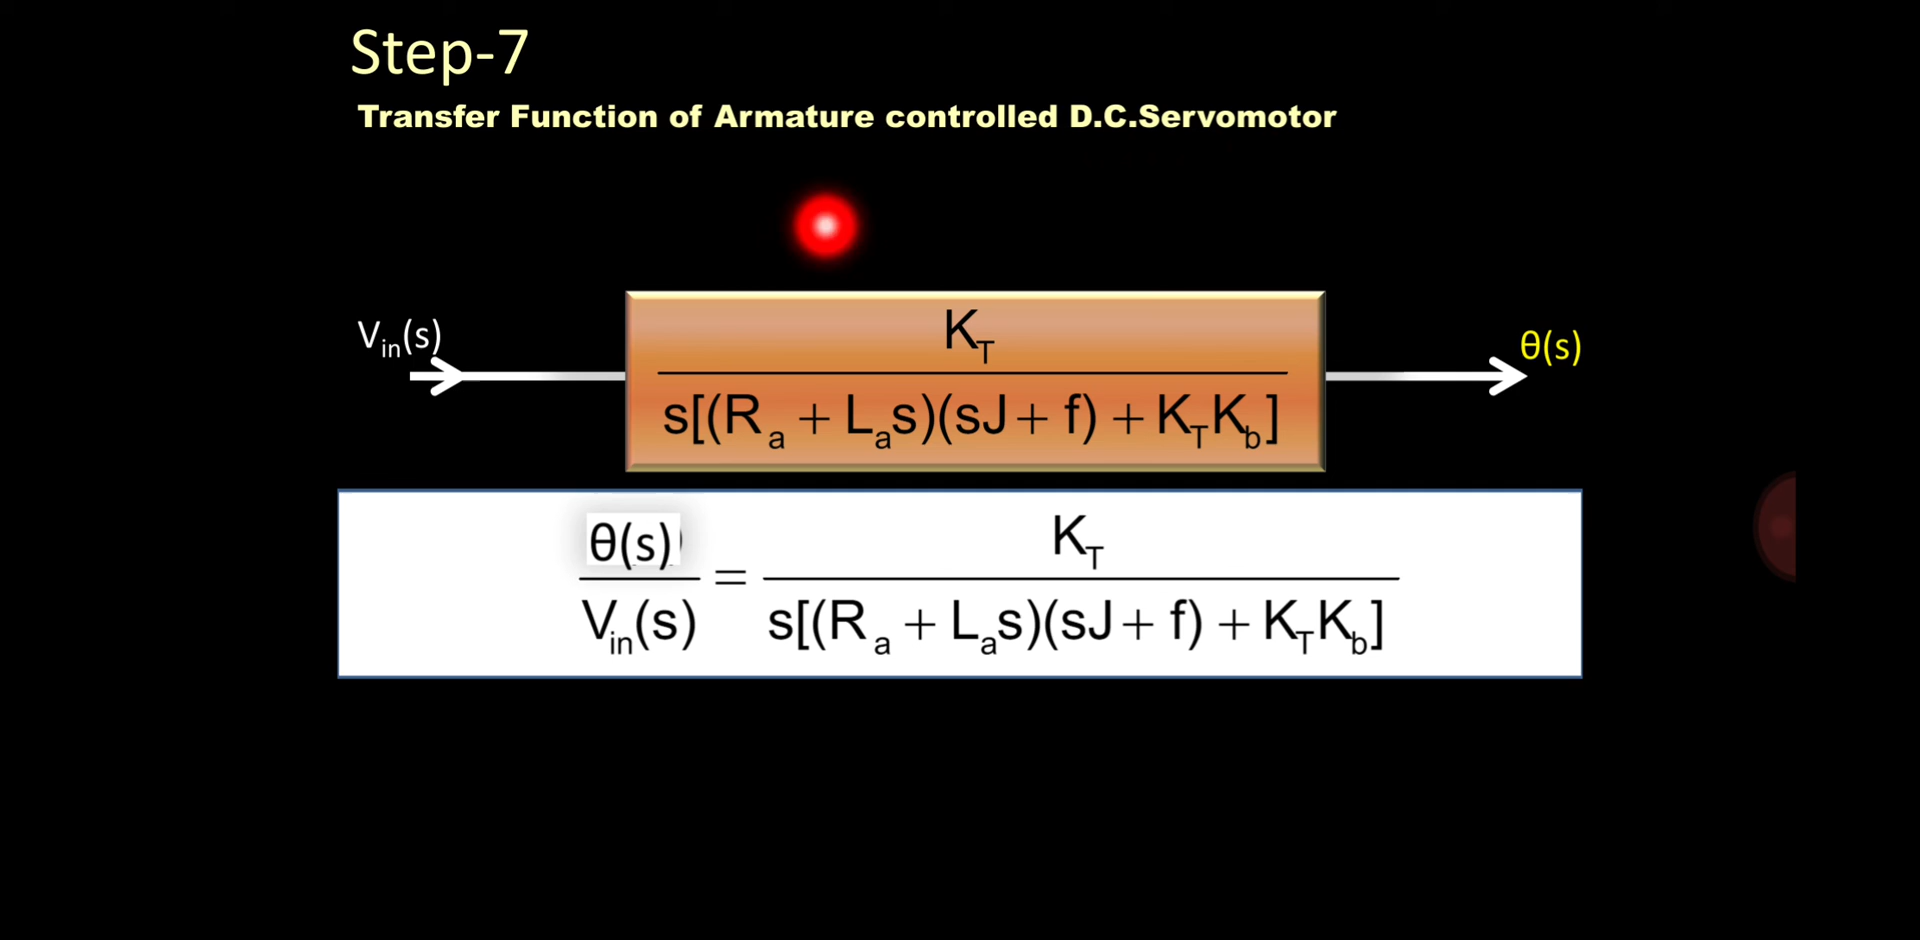 Step-7
Transfer Function of Armature controlled D.C.Servomotor
V_in(s)
K_T
s[(R_a + L_a s)(sJ + f) + K_T K_b]
θ(s)
θ(s)
V_in(s)
=
K_T
s[(R_a + L_a s)(sJ + f) + K_T K_b]